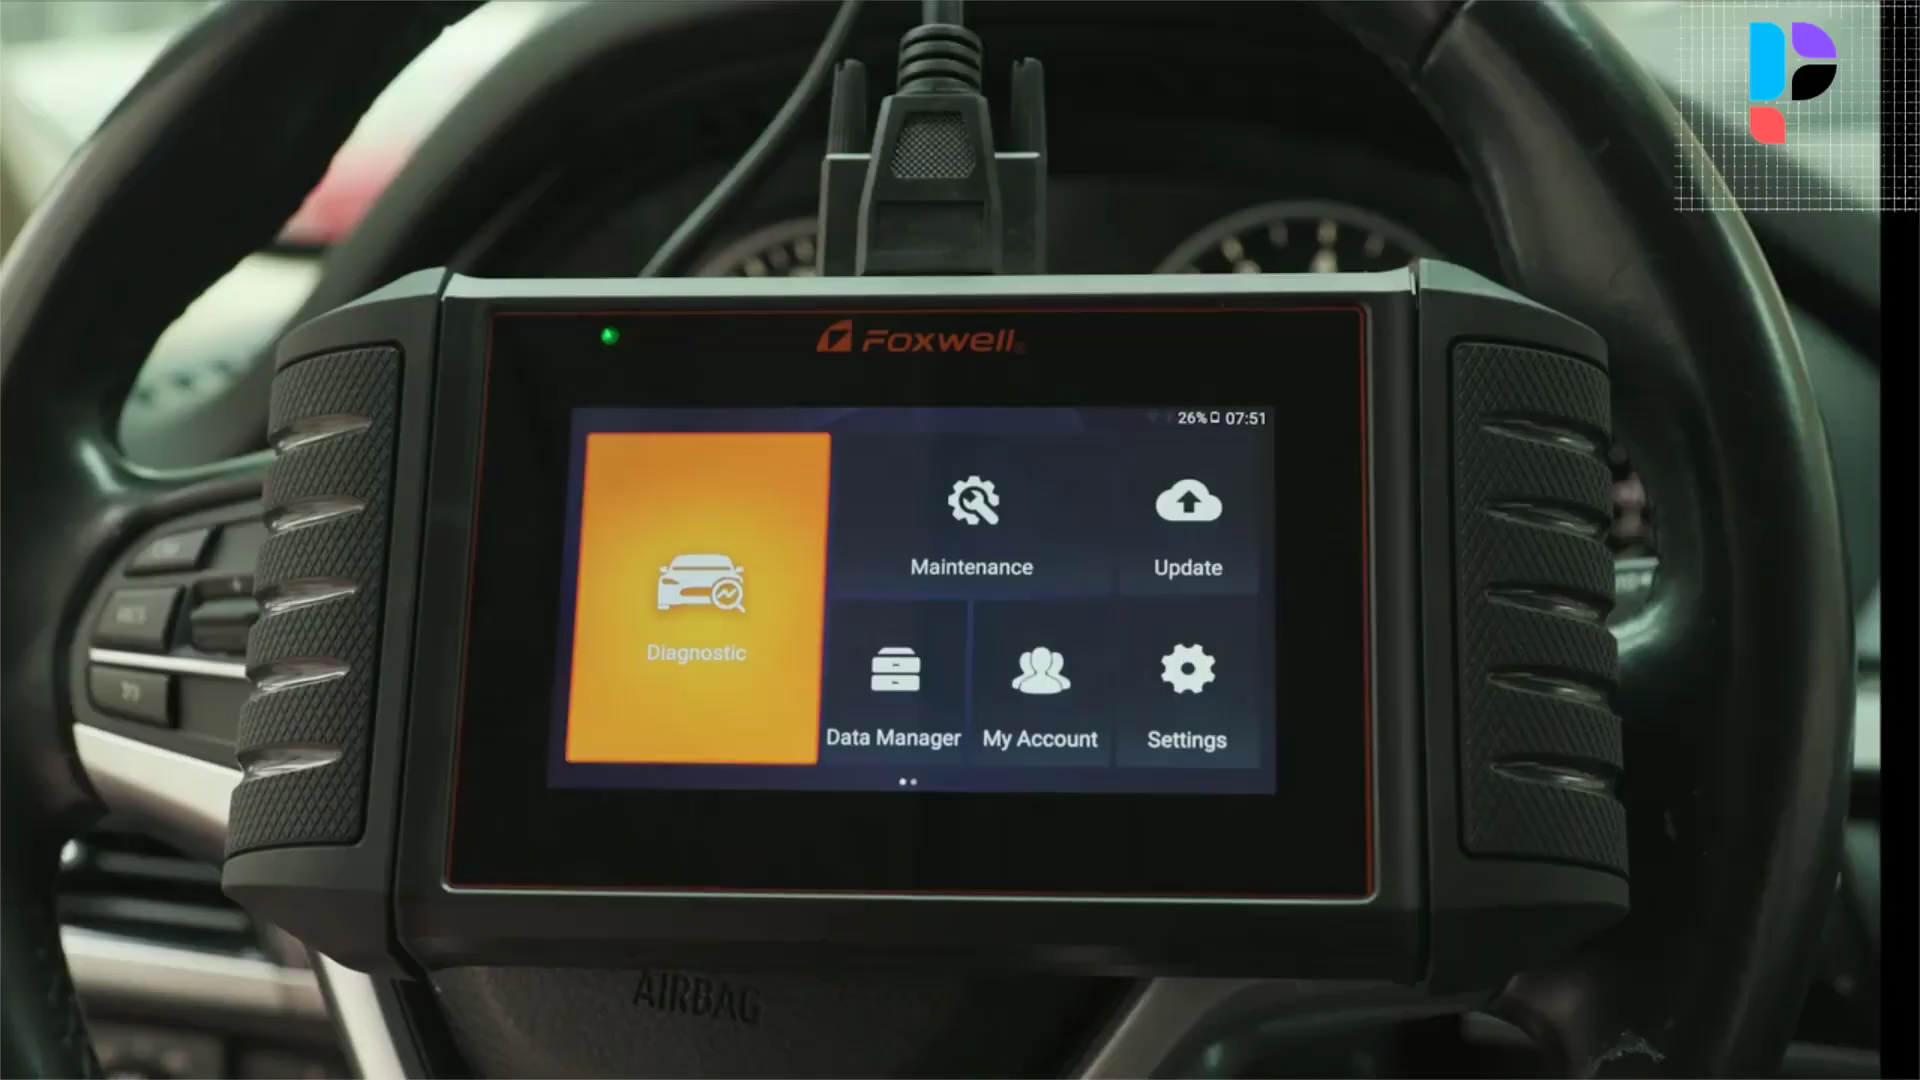 Foxwell
26% 07:51
Diagnostic
Maintenance
Update
Data Manager
My Account
Settings
AIRBAG